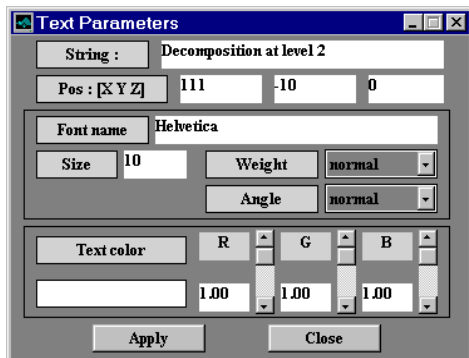 Text Parameters
String : Decomposition at level 2
Pos : [X Y Z] 111 -10 0
Font name Helvetica
Size 10 Weight normal
Angle normal
Text color R G B
1.00 1.00 1.00
Apply Close